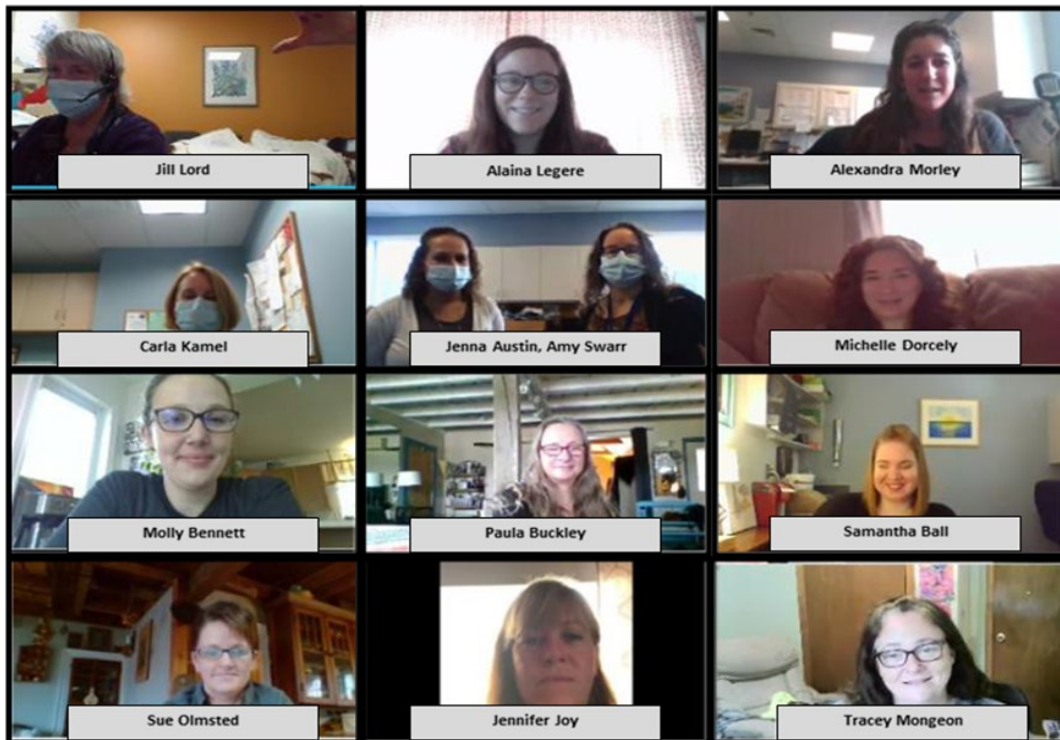 Jill Lord
Alaina Legere
Alexandra Morley
Carla Kamel
Jenna Austin, Amy Swarr
Michelle Dorcely
Molly Bennett
Paula Buckley
Samantha Ball
Sue Olmsted
Jennifer Joy
Tracey Mongeon